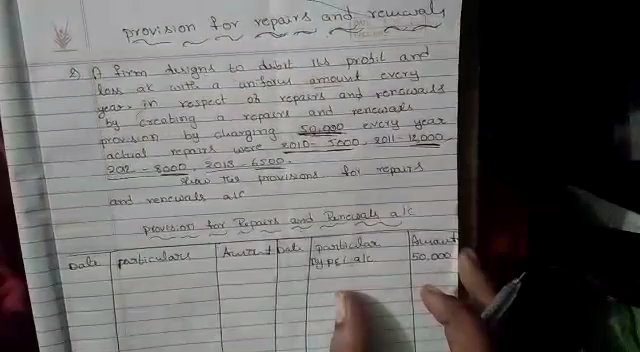 provision for repairs and renewals
Q) A firm designs to debit its profit and
loss a/c with a uniform amount every
year in respect of repairs and renewals
by creating a repairs and renewals
provision by charging 50,000 every year
actual repairs were 2010- 5000, 2011-12,000
2012 - 8000, 2013 - 6500.
show the provisions for repairs
and renewals a/c
provision for Repairs and Renewals a/c
Date particulars Amount Date particular Amount
By P&L a/c 50,000